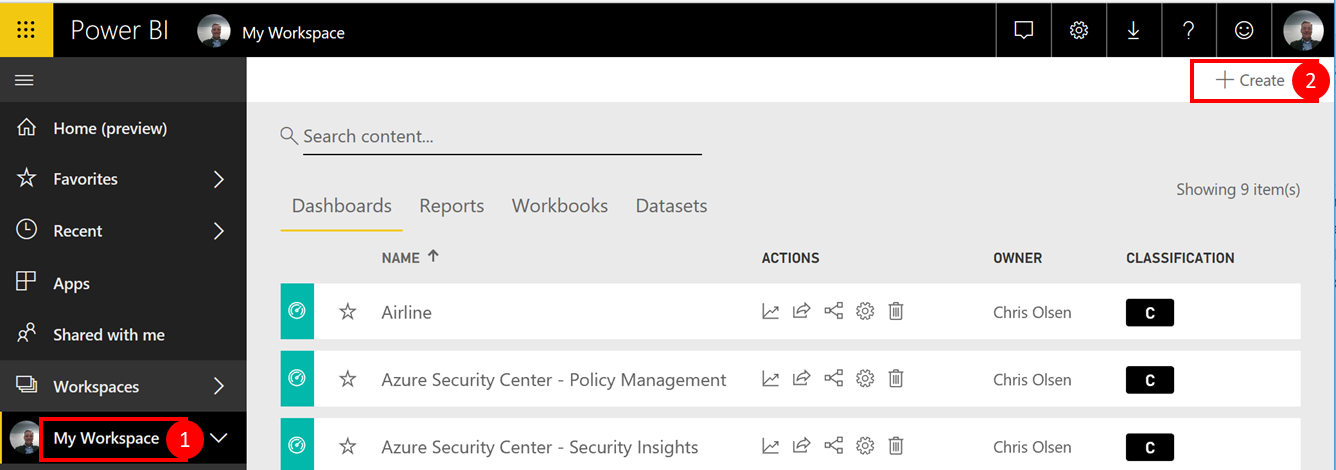 Power BI My Workspace ?
+ Create 2
Home (preview)
Search content...
Favorites
Showing 9 item(s)
Dashboards Reports Workbooks Datasets
Recent
NAME ACTIONS OWNER CLASSIFICATION
Apps
Airline Chris Olsen C
Shared with me
Azure Security Center - Policy Management Chris Olsen C
Workspaces
My Workspace 1
Azure Security Center - Security Insights Chris Olsen C